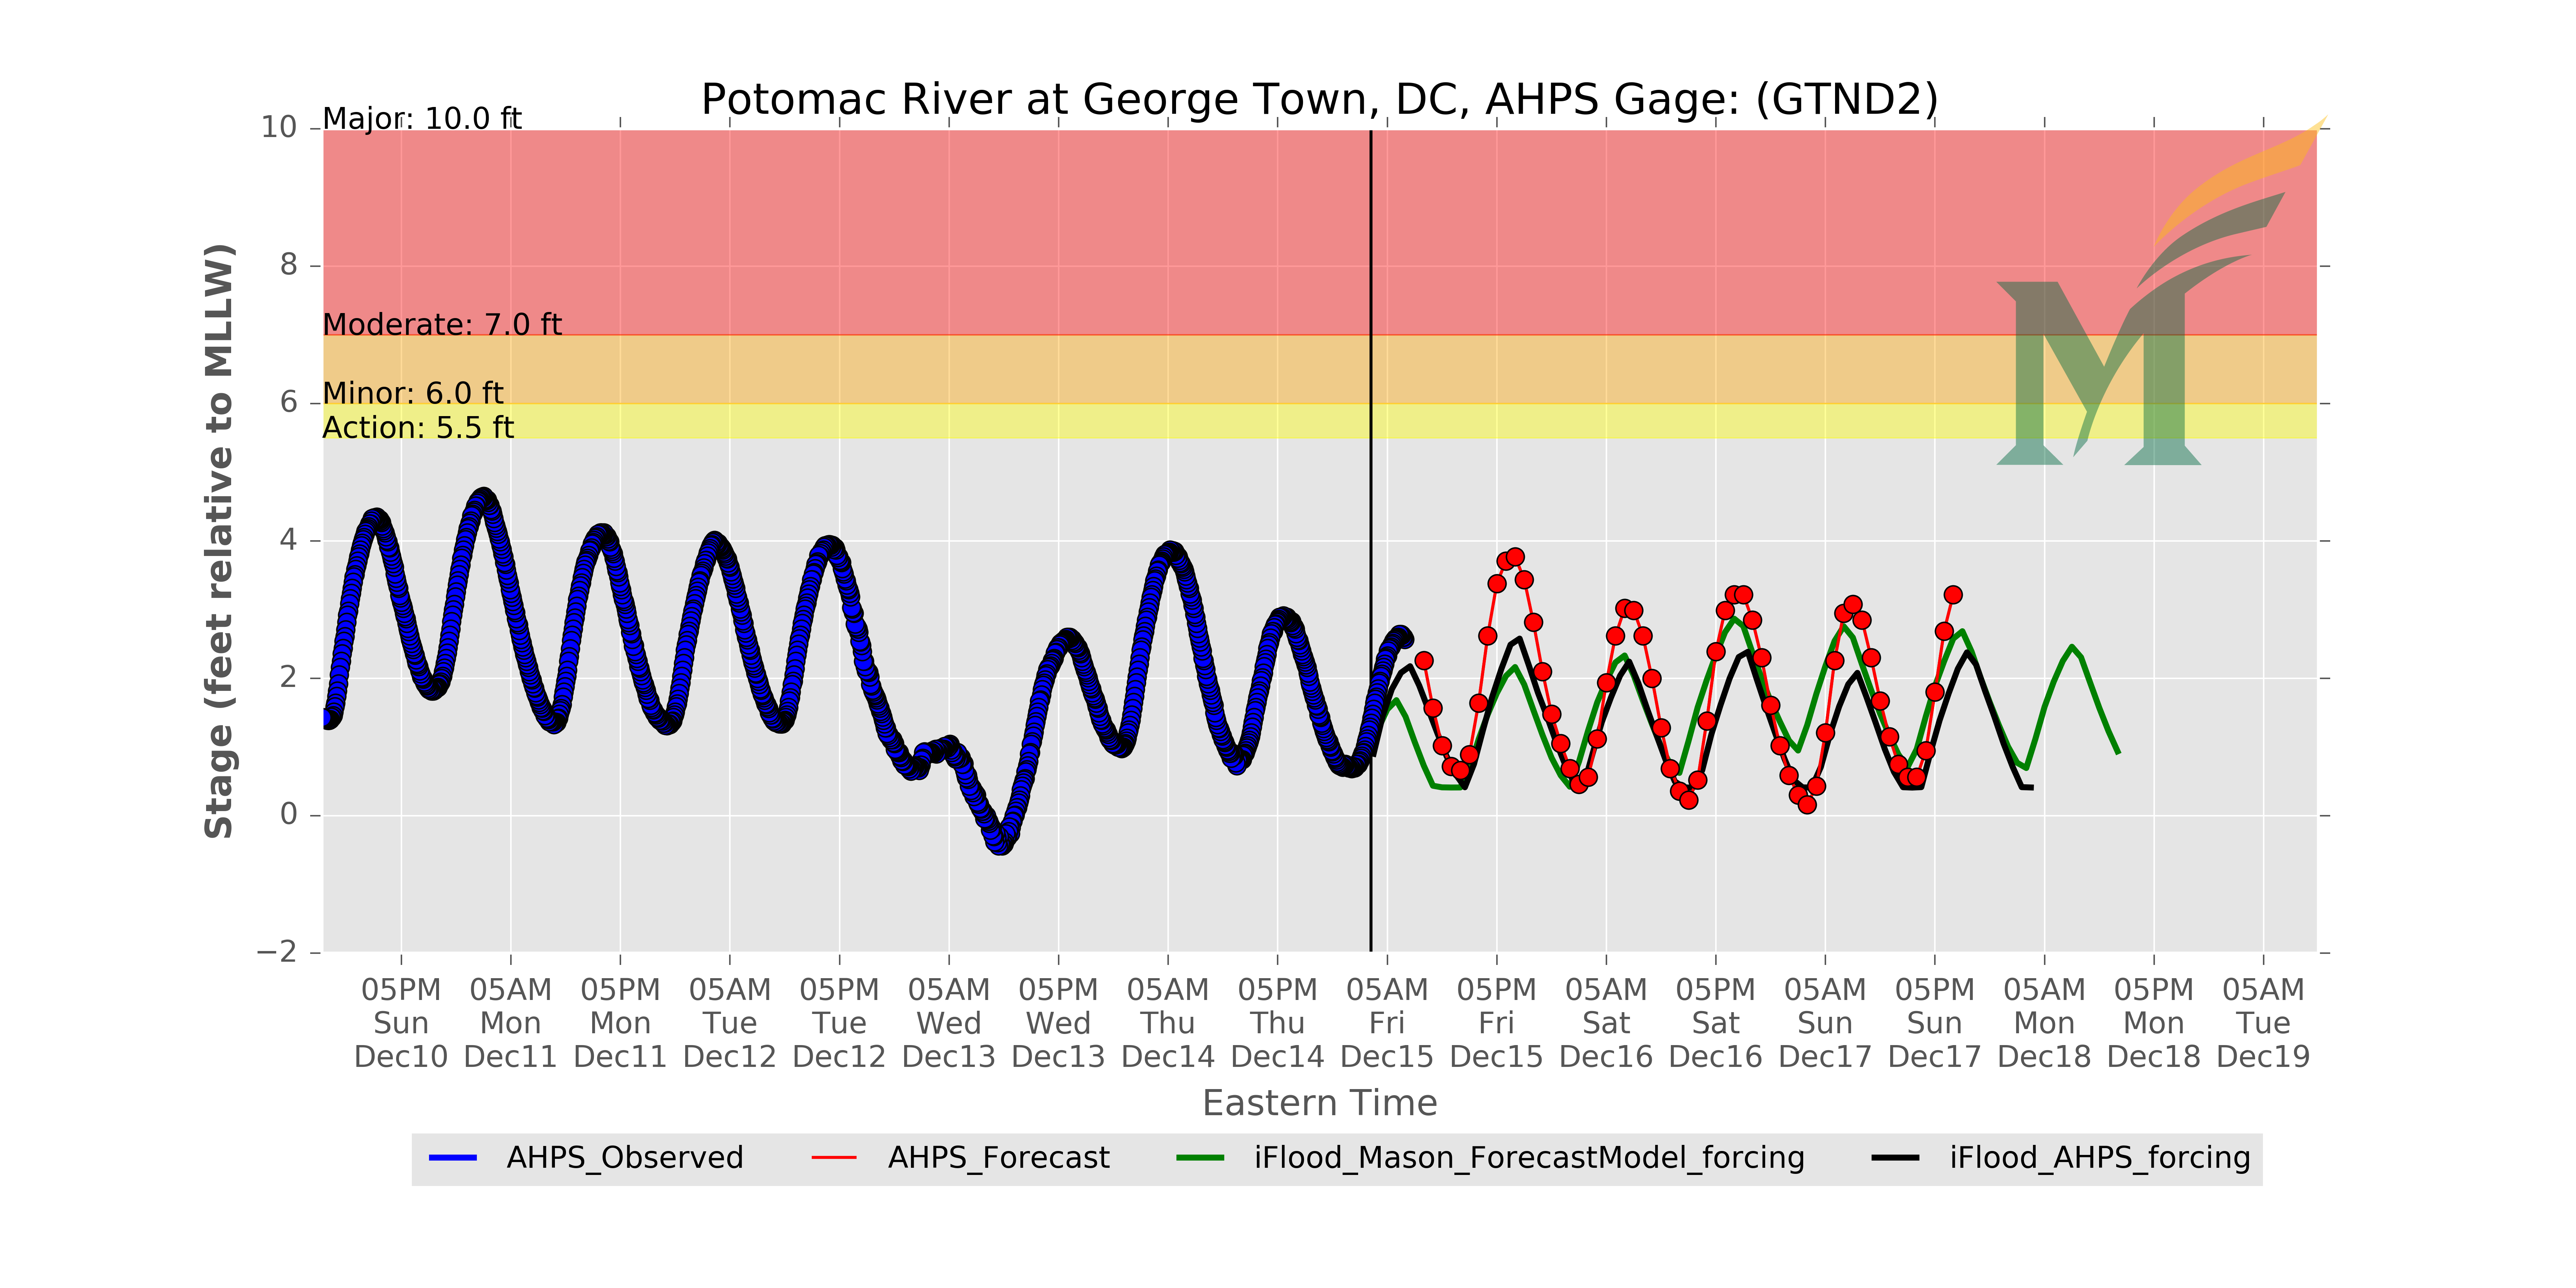 Potomac River at George Town, DC, AHPS Gage: (GTND2)
Major: 10.0 ft
Moderate: 7.0 ft
Minor: 6.0 ft
Action: 5.5 ft
10
8
6
4
2
0
−2
Stage (feet relative to MLLW)
05PM 05AM 05PM 05AM 05PM 05AM 05PM 05AM 05PM 05AM 05PM 05AM 05PM 05AM 05PM 05AM 05PM 05AM
Sun Mon Mon Tue Tue Wed Wed Thu Thu Fri Fri Sat Sat Sun Sun Mon Mon Tue
Dec10 Dec11 Dec11 Dec12 Dec12 Dec13 Dec13 Dec14 Dec14 Dec15 Dec15 Dec16 Dec16 Dec17 Dec17 Dec18 Dec18 Dec19
Eastern Time
AHPS_Observed AHPS_Forecast iFlood_Mason_ForecastModel_forcing iFlood_AHPS_forcing